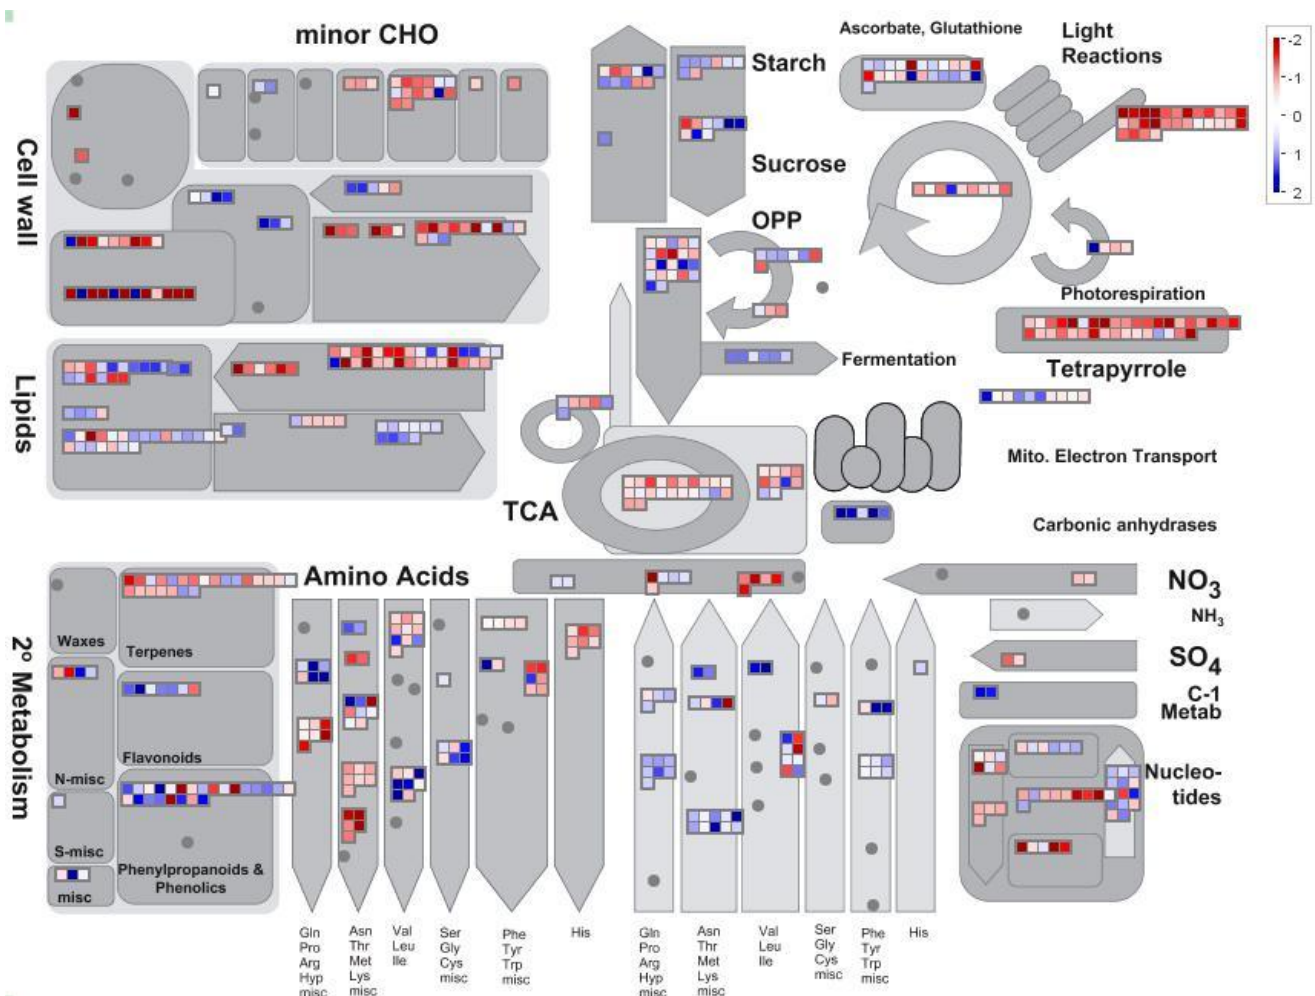 minor CHO
Ascorbate, Glutathione
Light
Reactions
-2
-1
0
1
2
Starch
Sucrose
Cell wall
OPP
Photorespiration
Fermentation
Tetrapyrrole
Lipids
Mito. Electron Transport
TCA
Carbonic anhydrases
Amino Acids
NO3
NH3
SO4
C-1
Metab
Nucleo-
tides
2º Metabolism
Waxes
Terpenes
N-misc
Flavonoids
S-misc
misc
Phenylpropanoids &
Phenolics
Gln
Pro
Arg
Hyp
misc
Asn
Thr
Met
Lys
misc
Val
Leu
Ile
Ser
Gly
Cys
misc
Phe
Tyr
Trp
misc
His
Gln
Pro
Arg
Hyp
misc
Asn
Thr
Met
Lys
misc
Val
Leu
Ile
Ser
Gly
Cys
misc
Phe
Tyr
Trp
misc
His